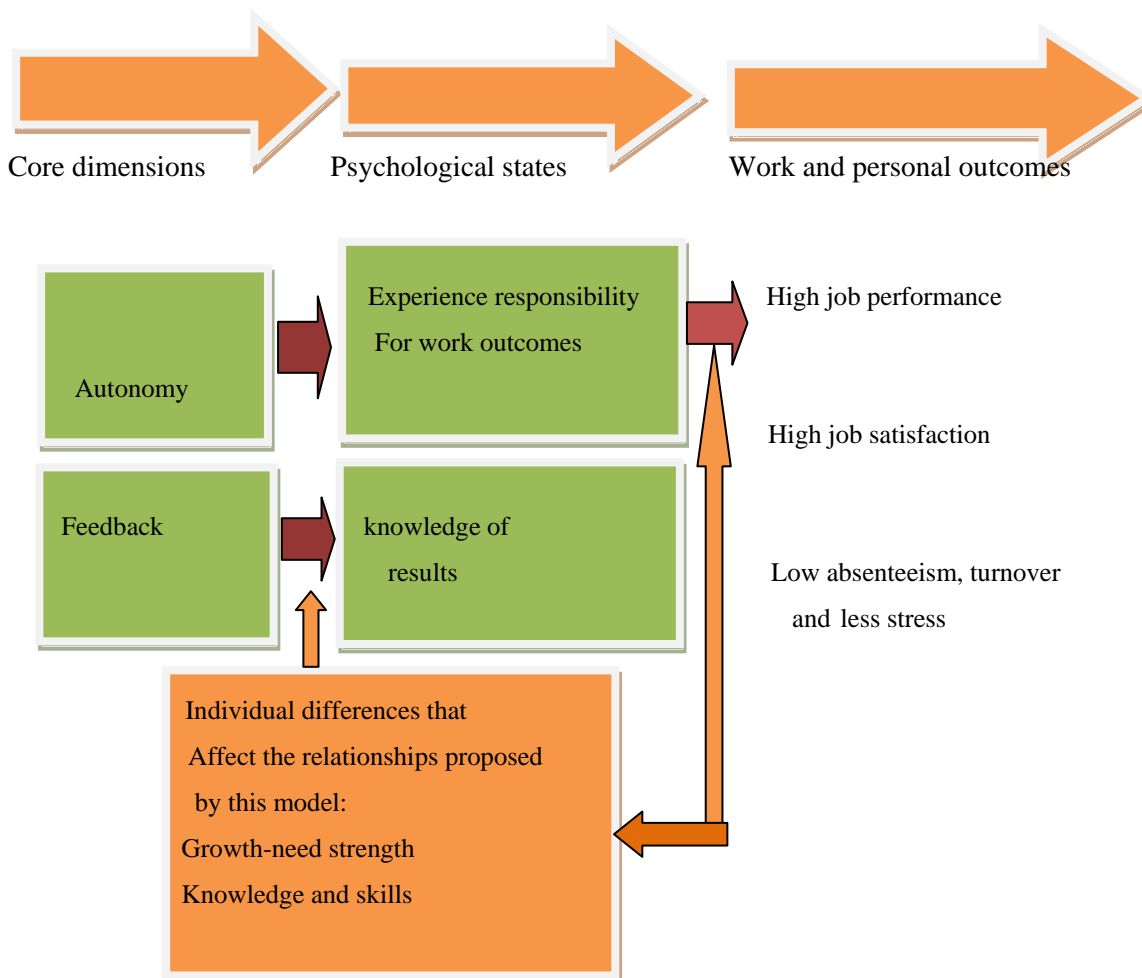 Core dimensions
Psychological states
Work and personal outcomes
Autonomy
Experience responsibility
For work outcomes
High job performance
High job satisfaction
Feedback
knowledge of
results
Low absenteeism, turnover
and less stress
Individual differences that
Affect the relationships proposed
by this model:
Growth-need strength
Knowledge and skills